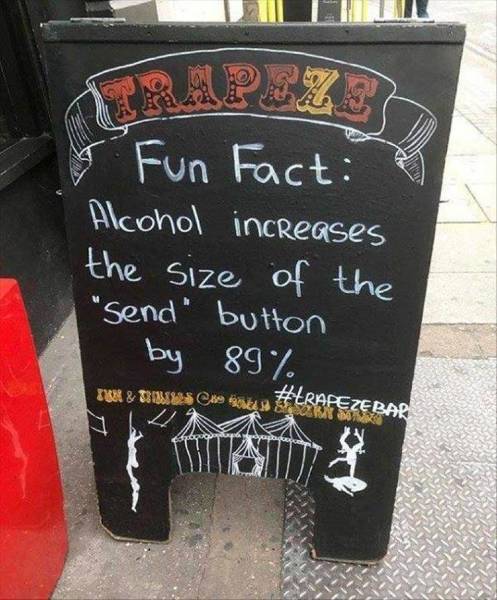 TRAPEZE
Fun Fact:
Alcohol increases
the size of the
"send" button
by 89%
#TRAPEZEBAR